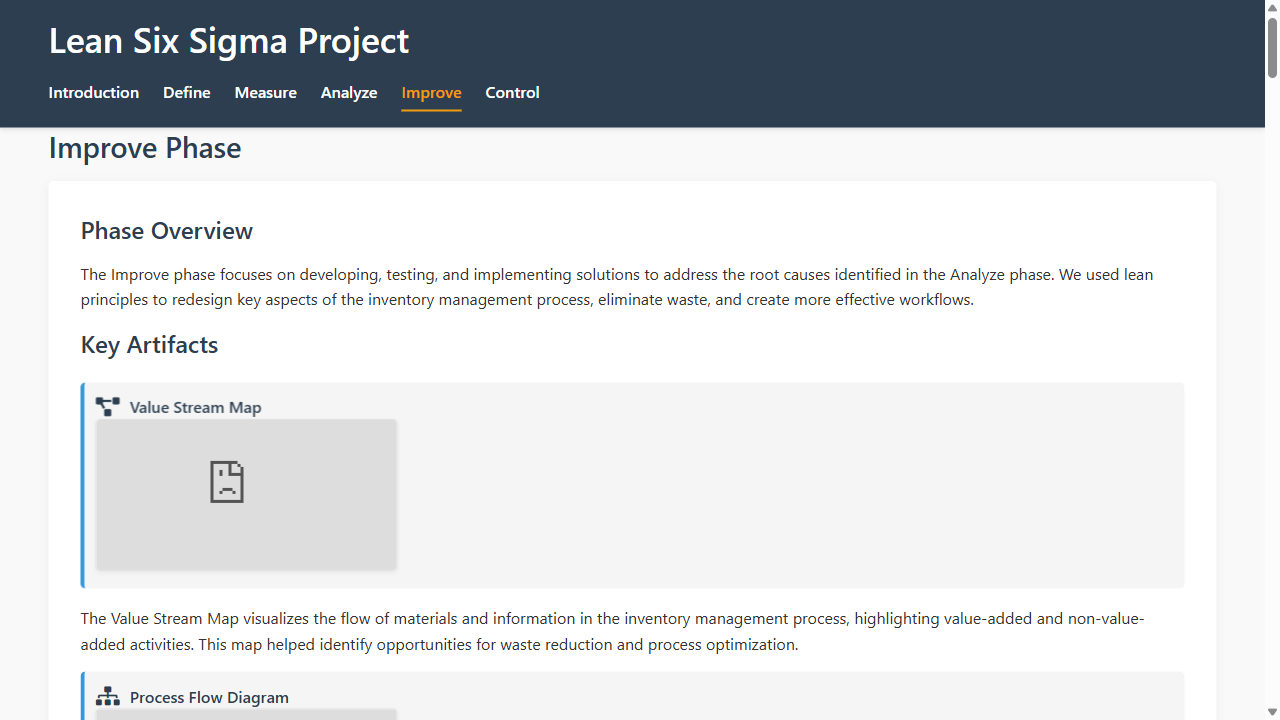 Lean Six Sigma Project
Introduction Define Measure Analyze Improve Control
Improve Phase
Phase Overview
The Improve phase focuses on developing, testing, and implementing solutions to address the root causes identified in the Analyze phase. We used lean
principles to redesign key aspects of the inventory management process, eliminate waste, and create more effective workflows.
Key Artifacts
Value Stream Map
The Value Stream Map visualizes the flow of materials and information in the inventory management process, highlighting value-added and non-value-
added activities. This map helped identify opportunities for waste reduction and process optimization.
Process Flow Diagram